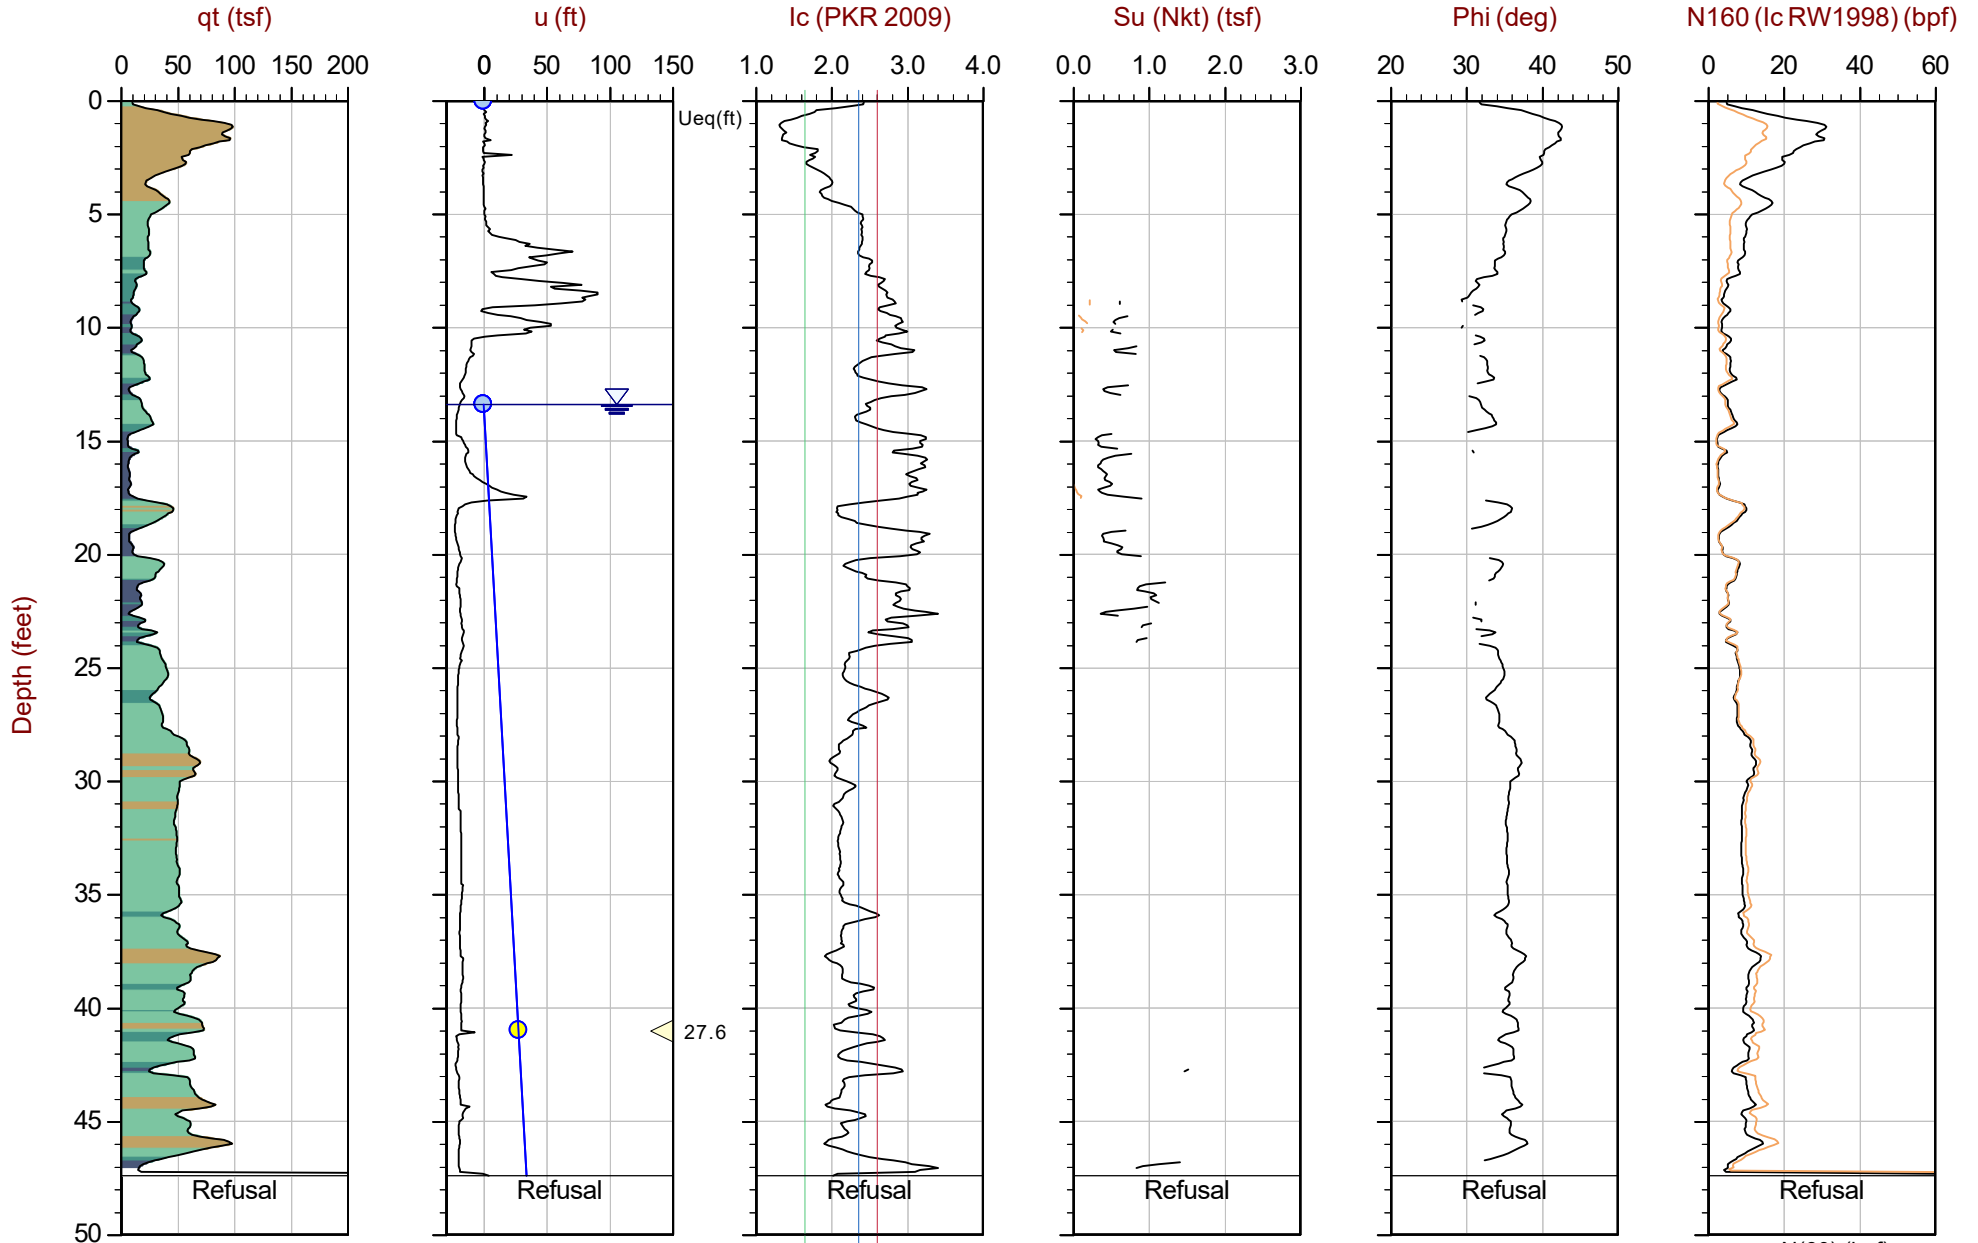 qt (tsf) u (ft) Ic (PKR 2009) Su (Nkt) (tsf) Phi (deg) N160 (Ic RW1998) (bpf)
0 50 100 150 200 0 50 100 150 1.0 2.0 3.0 4.0 0.0 1.0 2.0 3.0 20 30 40 50 0 20 40 60
0
Ueq(ft)
5
10
15
20
25
30
35
40
27.6
45
Refusal Refusal Refusal Refusal Refusal Refusal
50
Depth (feet)